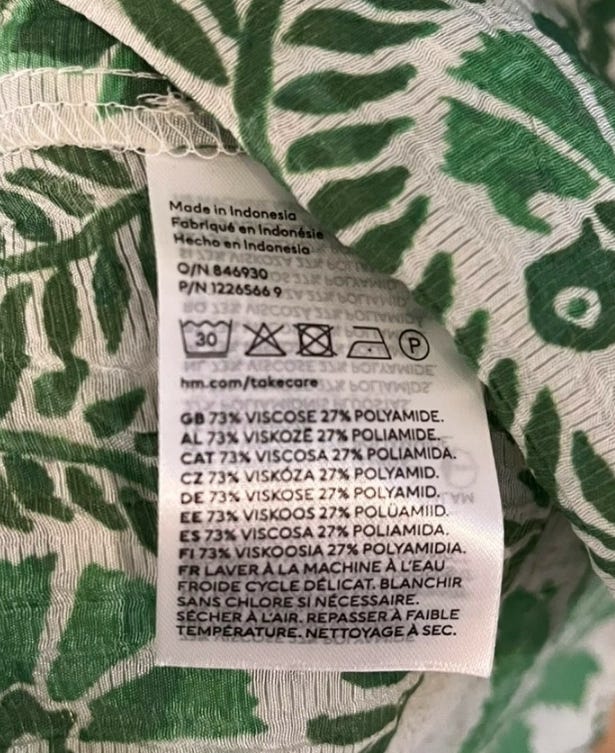 Made in Indonesia
Fabriqué en Indonésie
Hecho en Indonesia
O/N 846930
P/N 1226566 9
30 P
hm.com/takecare
GB 73% VISCOSE 27% POLYAMIDE.
AL 73% VISKOZË 27% POLIAMIDE.
CAT 73% VISCOSA 27% POLIAMIDA.
CZ 73% VISKÓZA 27% POLYAMID.
DE 73% VISKOSE 27% POLYAMID.
EE 73% VISKOOS 27% POLÜAMIID.
ES 73% VISCOSA 27% POLIAMIDA.
FI 73% VISKOOSIA 27% POLYAMIDIA.
FR LAVER À LA MACHINE À L'EAU
FROIDE CYCLE DÉLICAT. BLANCHIR
SANS CHLORE SI NÉCESSAIRE.
SÉCHER À L'AIR. REPASSER À FAIBLE
TEMPÉRATURE. NETTOYAGE À SEC.